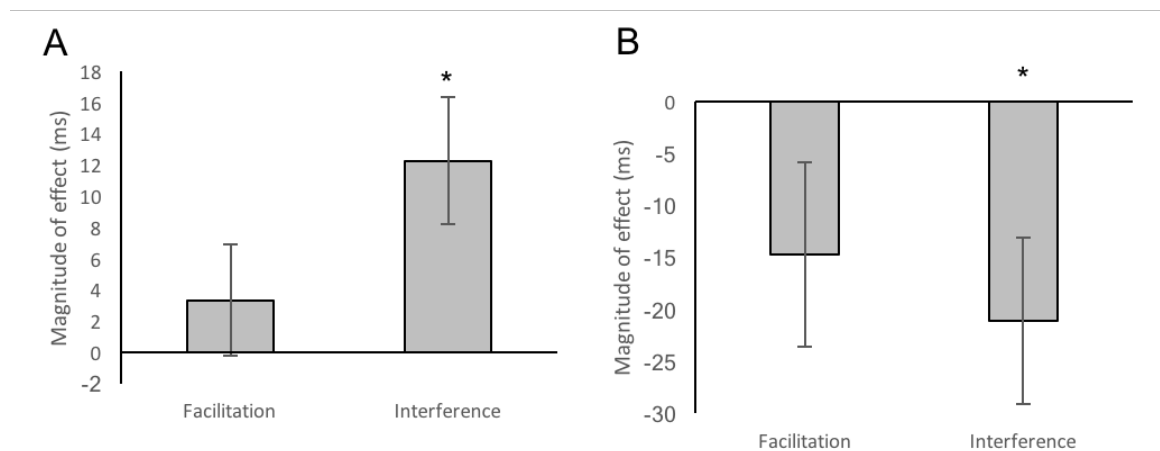 A
Magnitude of effect (ms)
18
16
14
12
10
8
6
4
2
0
-2
*
Facilitation
Interference
B
Magnitude of effect (ms)
0
-5
-10
-15
-20
-25
-30
*
Facilitation
Interference